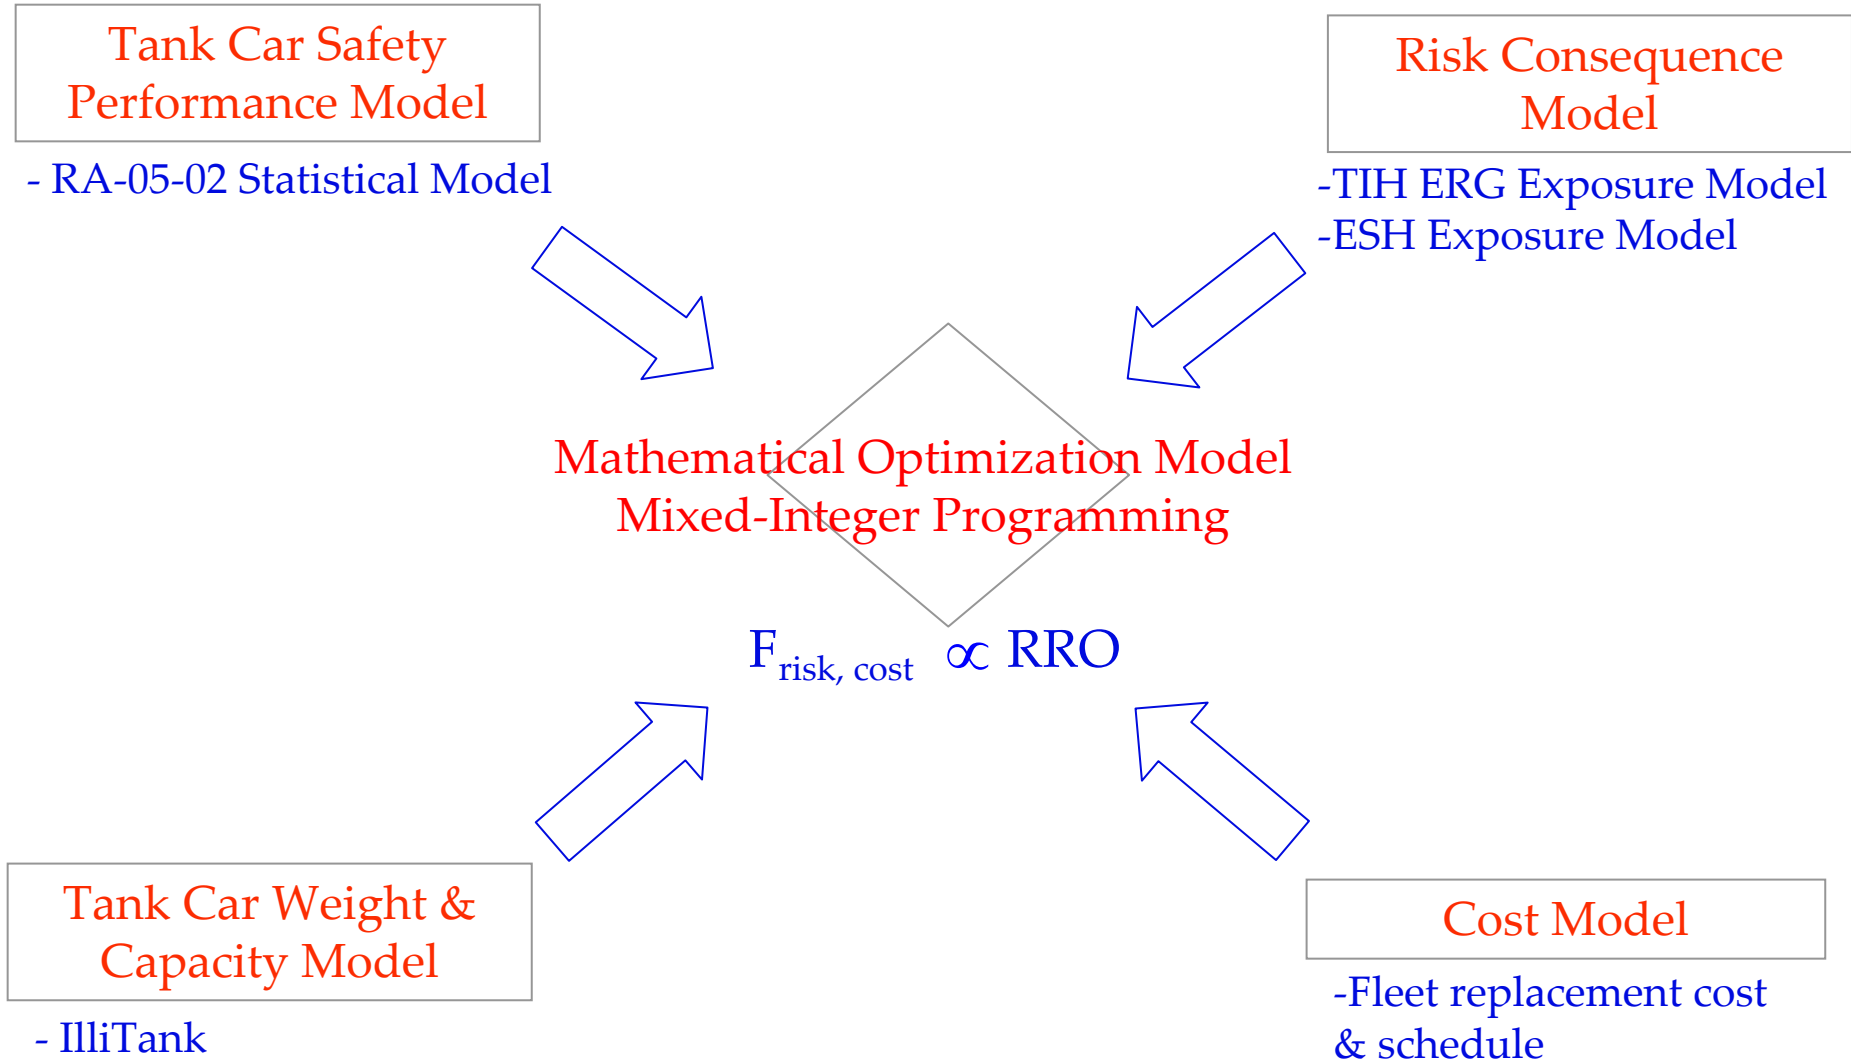 Tank Car Safety
Performance Model
- RA-05-02 Statistical Model
Risk Consequence
Model
-TIH ERG Exposure Model
-ESH Exposure Model
Mathematical Optimization Model
Mixed-Integer Programming
F risk, cost ∝ RRO
Tank Car Weight &
Capacity Model
- IlliTank
Cost Model
-Fleet replacement cost
& schedule